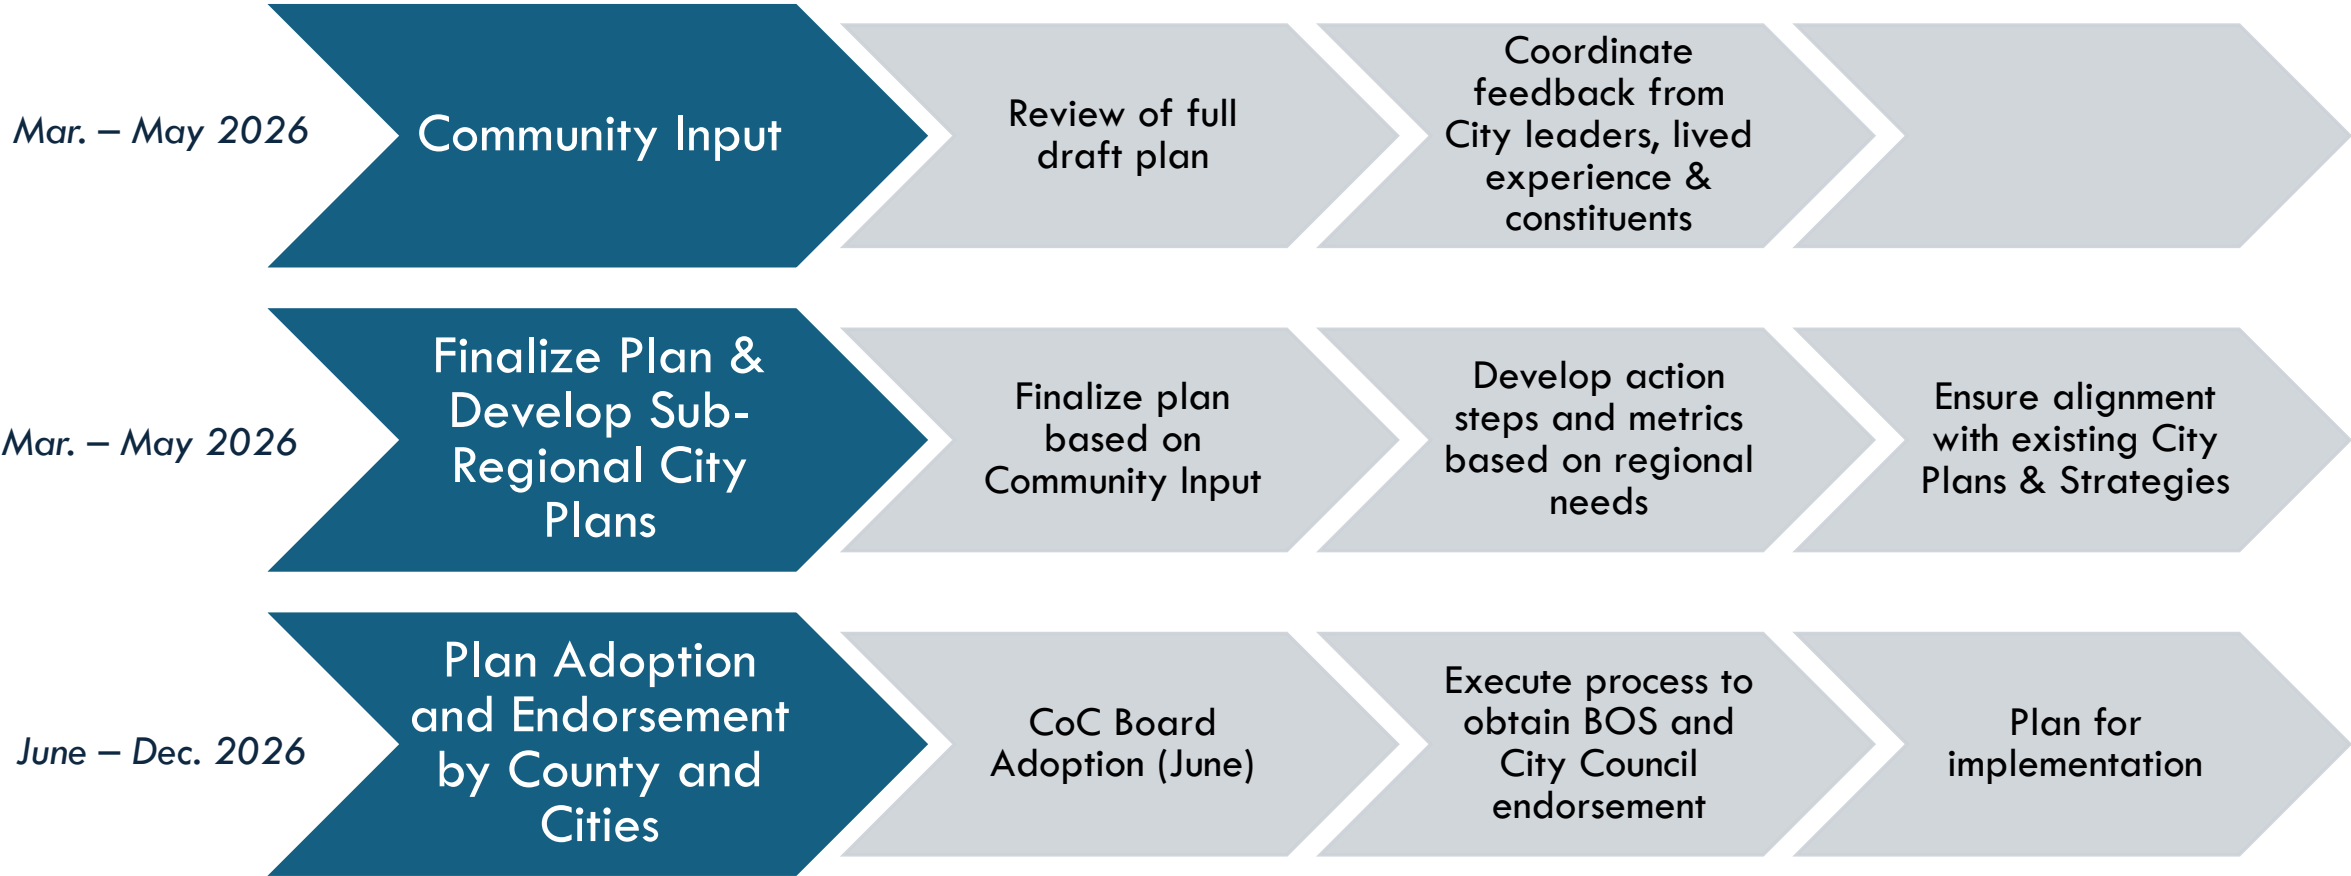 Mar. – May 2026
Community Input
Review of full
draft plan
Coordinate
feedback from
City leaders, lived
experience &
constituents
Mar. – May 2026
Finalize Plan &
Develop Sub-
Regional City
Plans
Finalize plan
based on
Community Input
Develop action
steps and metrics
based on regional
needs
Ensure alignment
with existing City
Plans & Strategies
June – Dec. 2026
Plan Adoption
and Endorsement
by County and
Cities
CoC Board
Adoption (June)
Execute process to
obtain BOS and
City Council
endorsement
Plan for
implementation